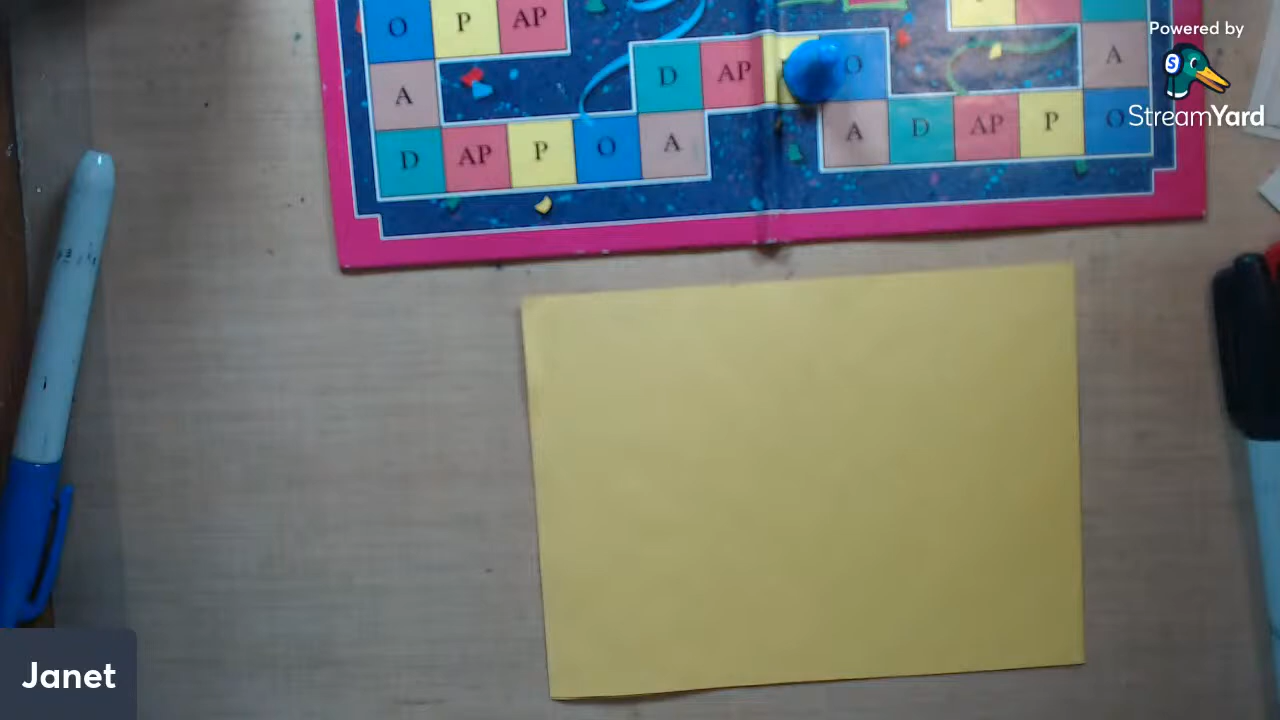 O P AP
A
D AP P O A
D AP O
A D AP P O
A
Powered by
StreamYard
Janet